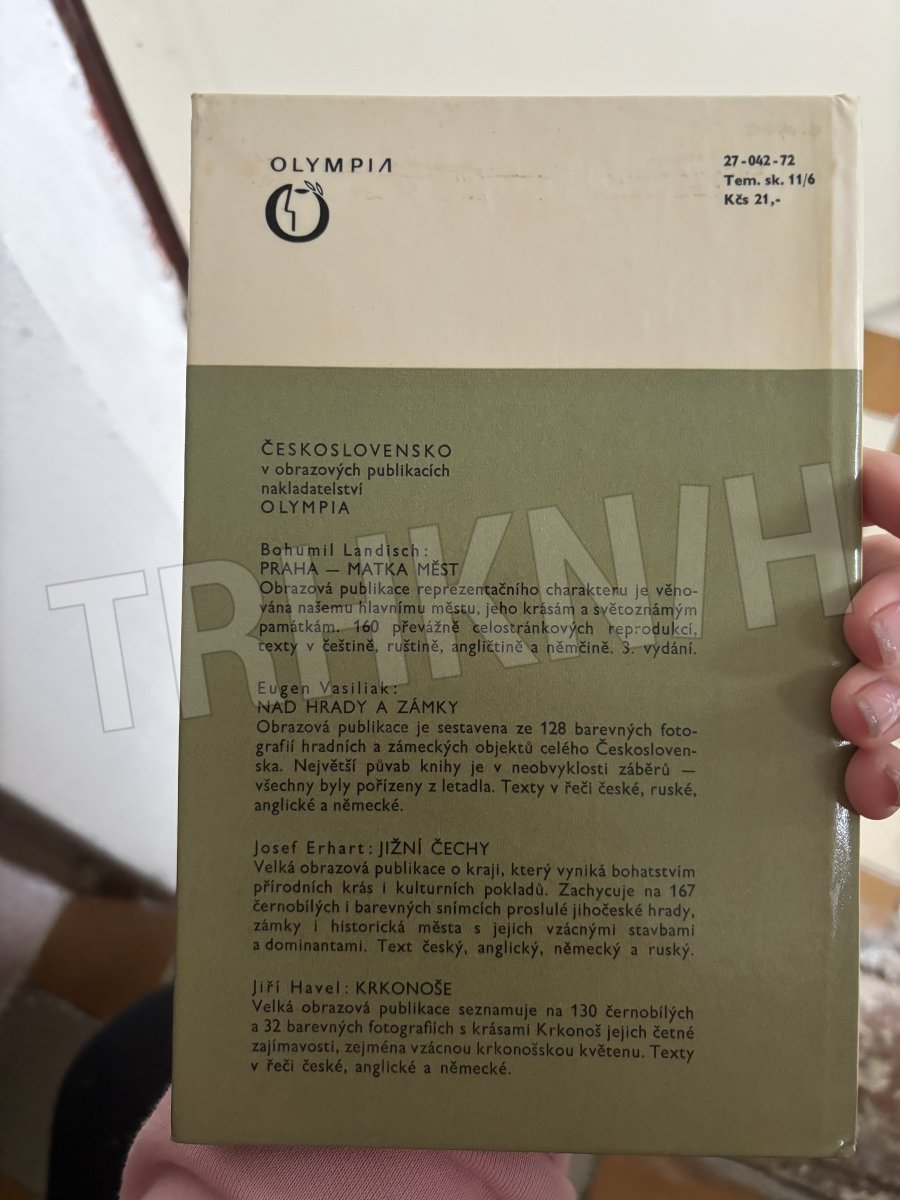 OLYMPIA
27-042-72
Tem. sk. 11/6
Kčs 21,-
ČESKOSLOVENSKO
v obrazových publikacích
nakladatelství
OLYMPIA
Bohumil Landisch:
PRAHA — MATKA MĚST
Obrazová publikace reprezentačního charakteru je věno-
vána našemu hlavnímu městu, jeho krásám a světoznámým
památkám. 160 převážně celostránkových reprodukcí,
texty v češtině, ruštině, angličtině a němčině. 3. vydání.
Eugen Vasiliak:
NAD HRADY A ZÁMKY
Obrazová publikace je sestavena ze 128 barevných foto-
grafií hradních a zámeckých objektů celého Českosloven-
ska. Největší půvab knihy je v neobvyklosti záběrů —
všechny byly pořízeny z letadla. Texty v řeči české, ruské,
anglické a německé.
Josef Erhart: JIŽNÍ ČECHY
Velká obrazová publikace o kraji, který vyniká bohatstvím
přírodních krás i kulturních pokladů. Zachycuje na 167
černobílých i barevných snímcích proslulé jihočeské hrady,
zámky i historická města s jejich vzácnými stavbami
a dominantami. Text český, anglický, německý a ruský.
Jiří Havel: KRKONOŠE
Velká obrazová publikace seznamuje na 130 černobílých
a 32 barevných fotografiích s krásami Krkonoš jejich četné
zajímavosti, zejména vzácnou krkonošskou květenu. Texty
v řeči české, anglické a německé.
TRHKNIH